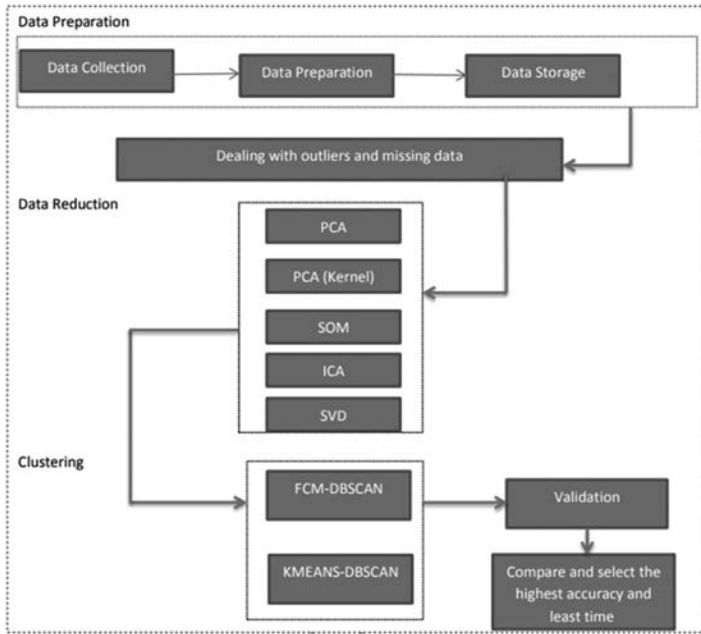 Data Preparation
Data Collection
Data Preparation
Data Storage
Dealing with outliers and missing data
Data Reduction
PCA
PCA (Kernel)
SOM
ICA
SVD
Clustering
FCM-DBSCAN
Validation
KMEANS-DBSCAN
Compare and select the
highest accuracy and
least time